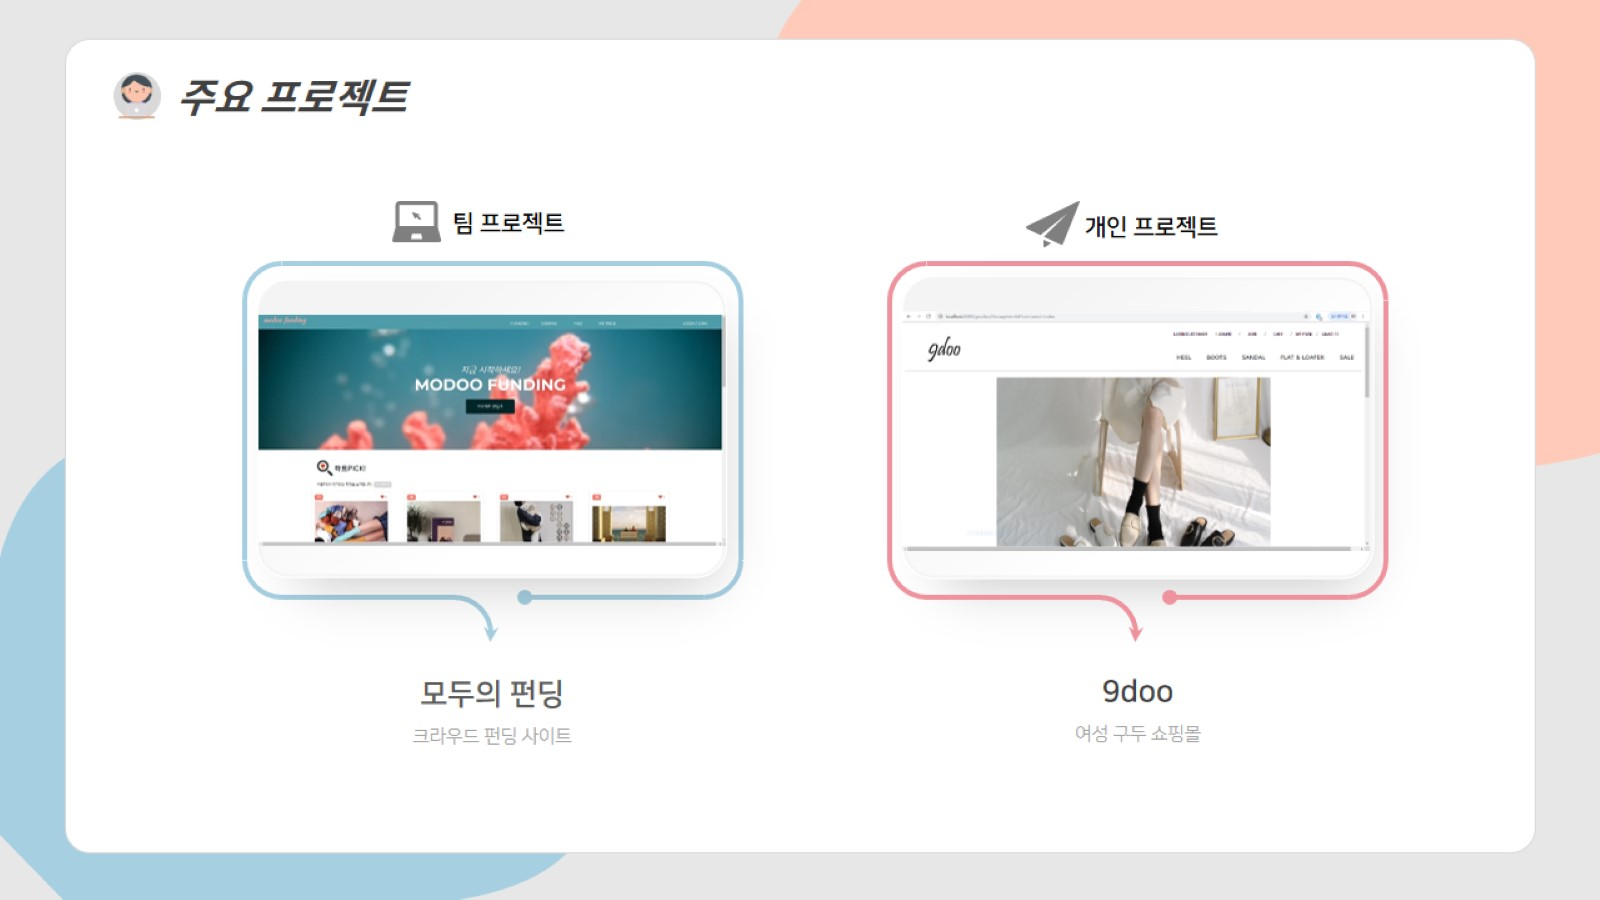 주요 프로젝트
팀 프로젝트
개인 프로젝트
modoo funding
지금 시작하세요!
MODOO FUNDING
9doo
HEEL BOOTS SANDAL FLAT & LOAFER SALE
모두의 펀딩
크라우드 펀딩 사이트
9doo
여성 구두 쇼핑몰